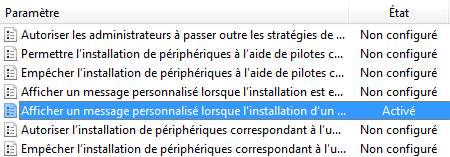 Paramètre État
Autoriser les administrateurs à passer outre les stratégies de ... Non configuré
Permettre l'installation de périphériques à l'aide de pilotes c... Non configuré
Empêcher l'installation de périphériques à l'aide de pilotes c... Non configuré
Afficher un message personnalisé lorsque l'installation est e... Non configuré
Afficher un message personnalisé lorsque l'installation d'un ... Activé
Autoriser l'installation de périphériques correspondant à l'u... Non configuré
Empêcher l'installation de périphériques correspondant à l'u... Non configuré